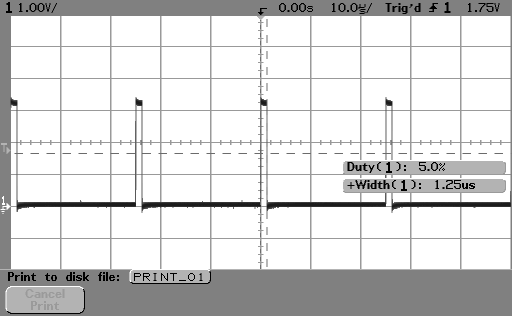 1 1.00V/ 0.00s 10.0us/ Trig'd 1 1.75V
T
Duty(1): 5.0%
+Width(1): 1.25us
1
Print to disk file: PRINT_01
Cancel
Print